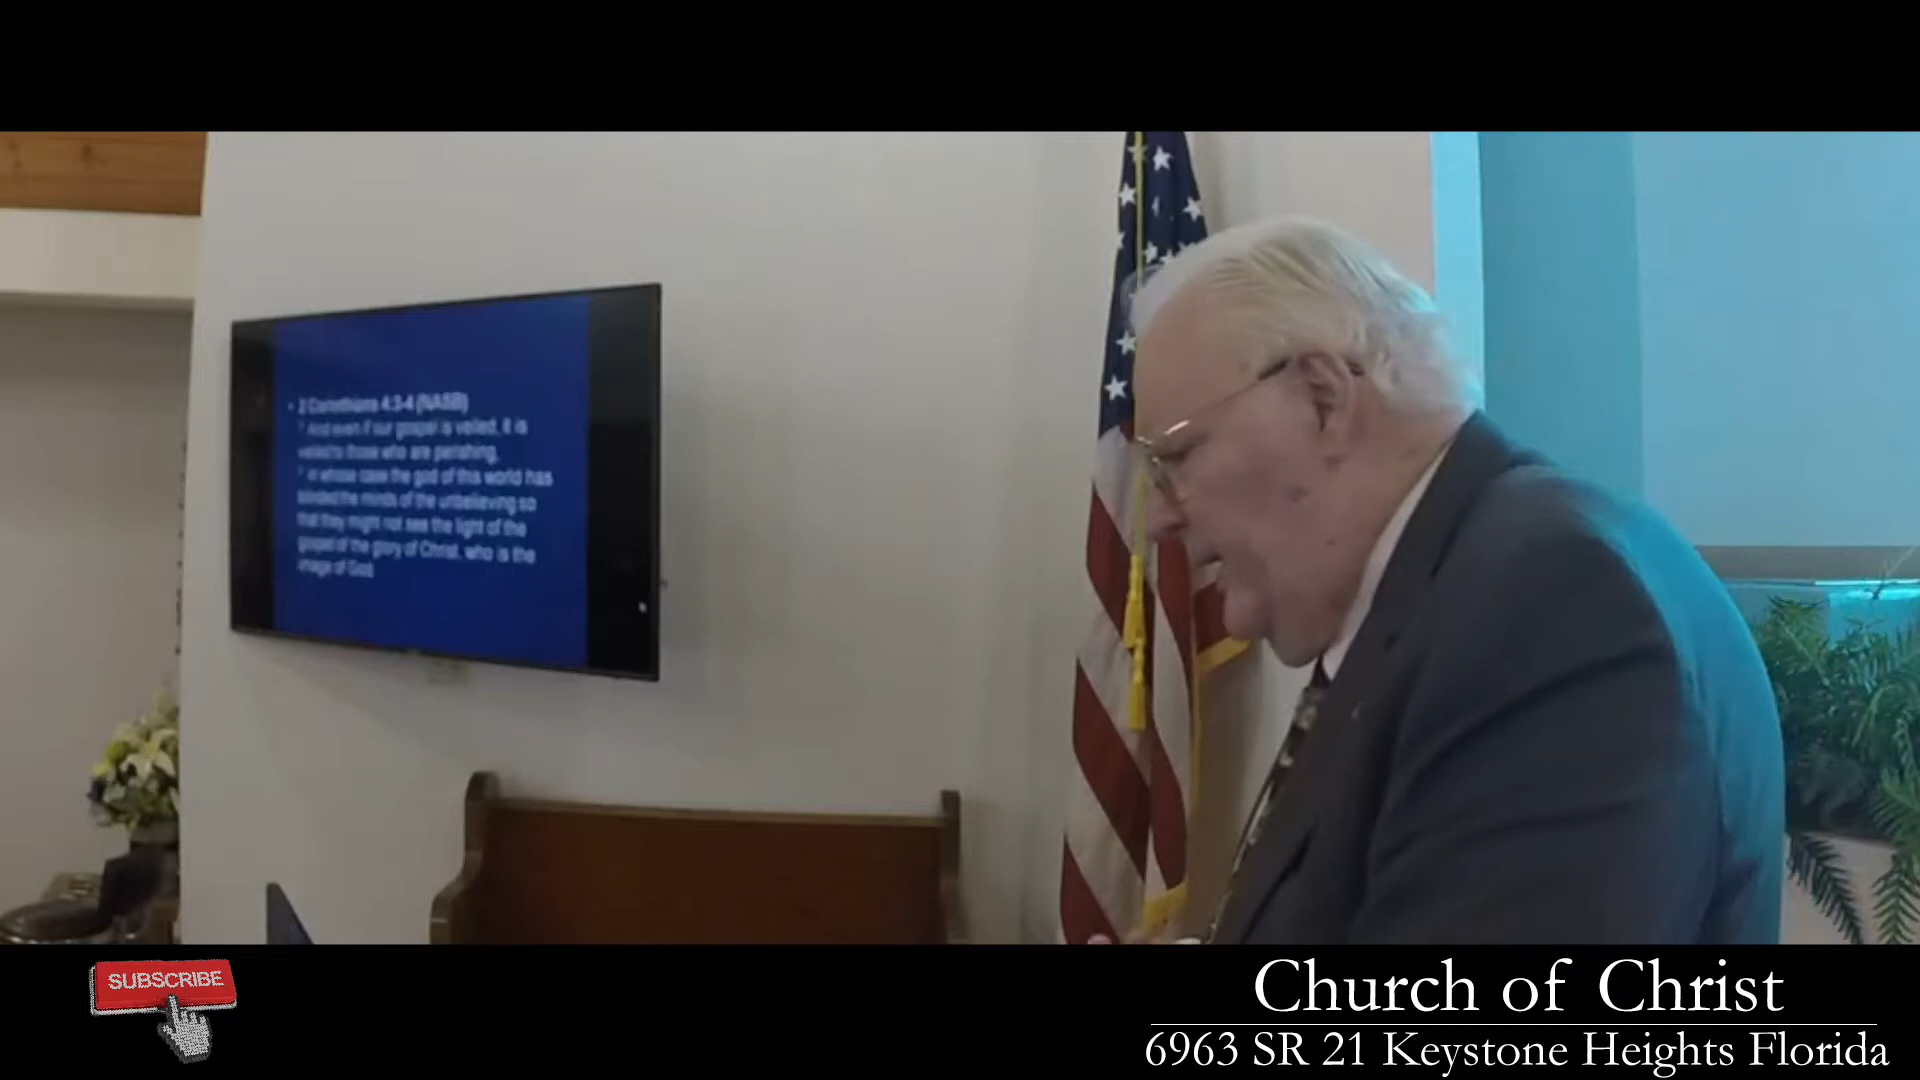 2 Corinthians 4:3-4 (NASB)
And even if our gospel is veiled, it is
veiled to those who are perishing,
in whose case the god of this world has
blinded the minds of the unbelieving so
that they might not see the light of the
gospel of the glory of Christ, who is the
image of God.
SUBSCRIBE
Church of Christ
6963 SR 21 Keystone Heights Florida